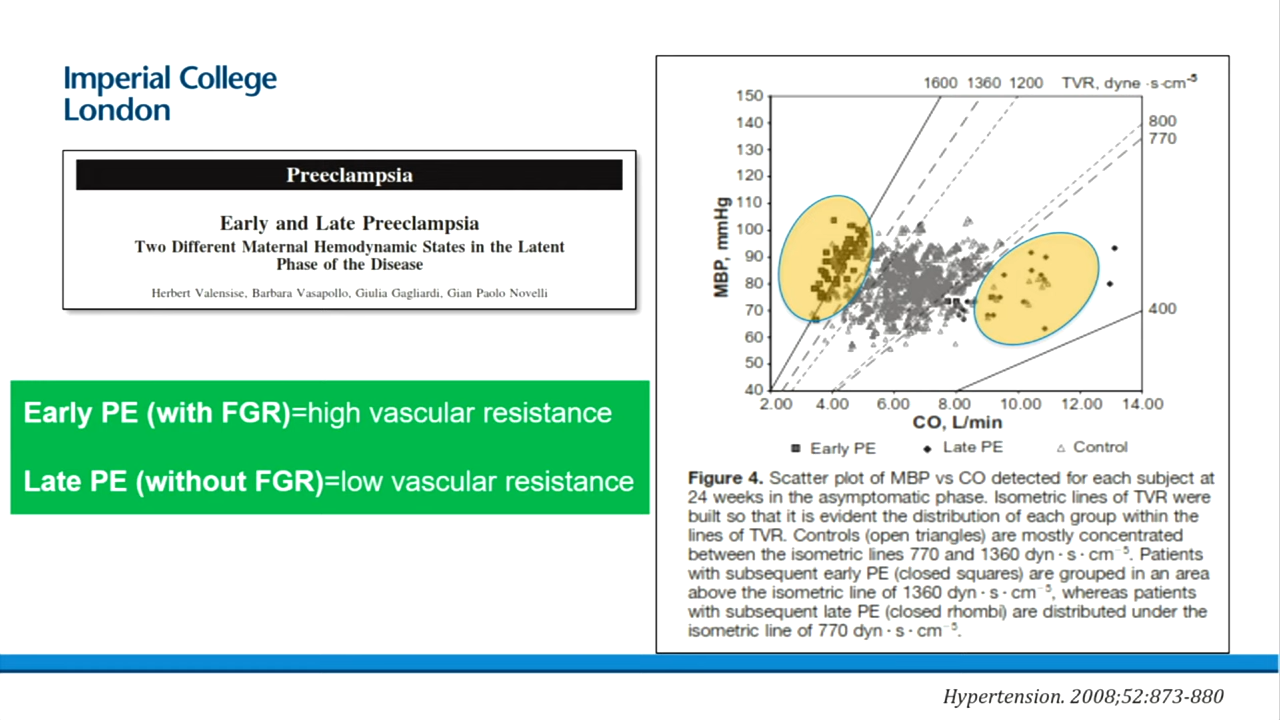 Imperial College
London
Preeclampsia
Early and Late Preeclampsia
Two Different Maternal Hemodynamic States in the Latent
Phase of the Disease
Herbert Valensise, Barbara Vasapollo, Giulia Gagliardi, Gian Paolo Novelli
Early PE (with FGR)=high vascular resistance
Late PE (without FGR)=low vascular resistance
1600 1360 1200 TVR, dyne ·s·cm-5
150
140
130
120
110
100
90
80
70
60
50
40
MBP, mmHg
800
770
400
2.00 4.00 6.00 8.00 10.00 12.00 14.00
CO, L/min
Early PE Late PE Control
Figure 4. Scatter plot of MBP vs CO detected for each subject at
24 weeks in the asymptomatic phase. Isometric lines of TVR were
built so that it is evident the distribution of each group within the
lines of TVR. Controls (open triangles) are mostly concentrated
between the isometric lines 770 and 1360 dyn · s · cm−5. Patients
with subsequent early PE (closed squares) are grouped in an area
above the isometric line of 1360 dyn · s · cm−5, whereas patients
with subsequent late PE (closed rhombi) are distributed under the
isometric line of 770 dyn · s · cm−5.
Hypertension. 2008;52:873-880